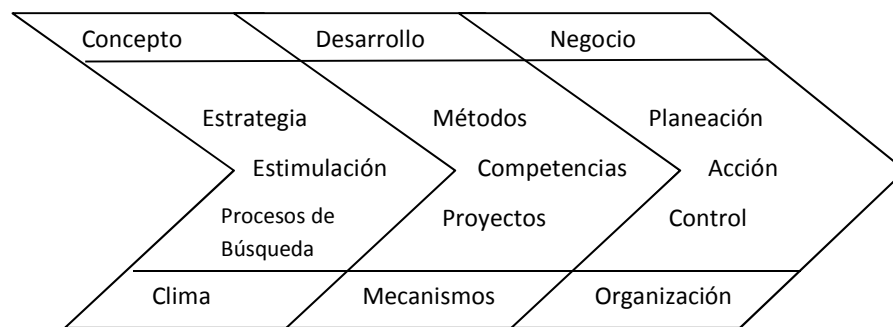 Concepto Desarrollo Negocio
Estrategia Métodos Planeación
Estimulación Competencias Acción
Procesos de Búsqueda Proyectos Control
Clima Mecanismos Organización